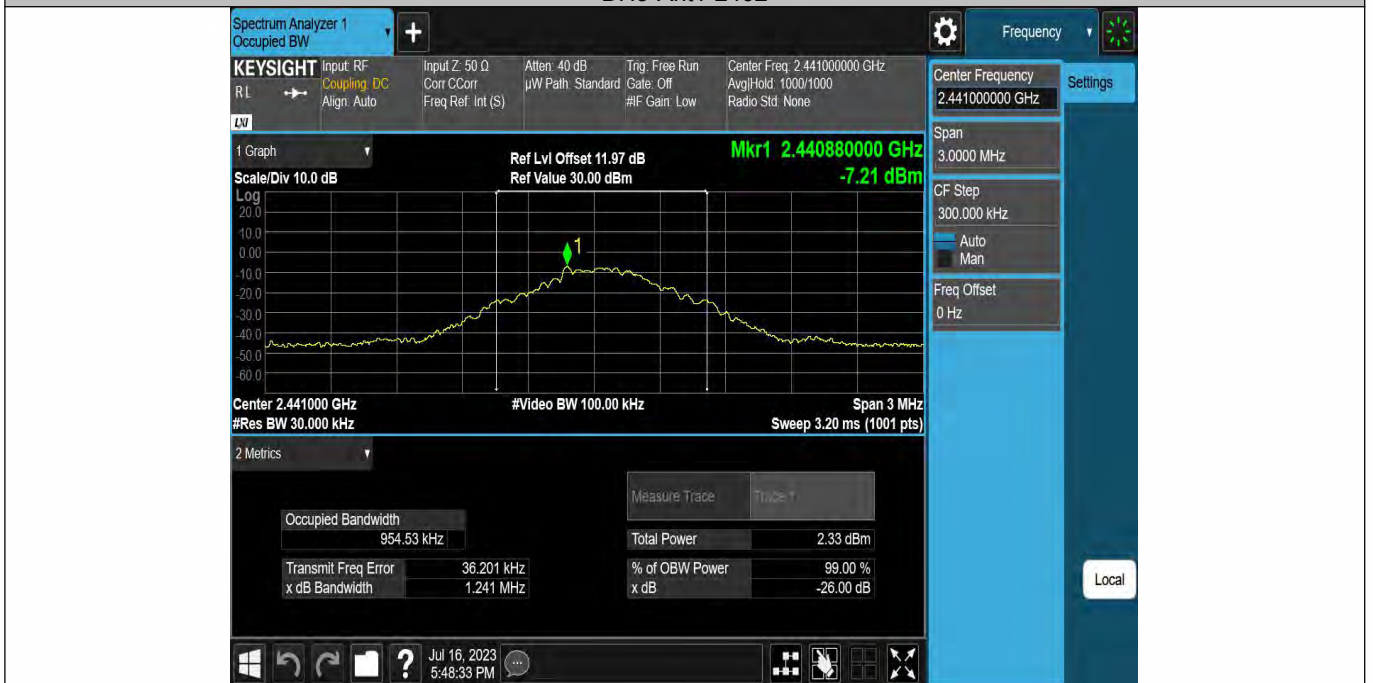 Spectrum Analyzer 1
Occupied BW
Frequency
KEYSIGHT
RL
LXI
Input: RF
Coupling: DC
Align: Auto
Input Z: 50 Ω
Corr CCorr
Freq Ref: Int (S)
Atten: 40 dB
µW Path: Standard
Trig: Free Run
Gate: Off
#IF Gain: Low
Center Freq: 2.441000000 GHz
Avg|Hold: 1000/1000
Radio Std: None
Center Frequency
2.441000000 GHz
Settings
Span
3.0000 MHz
CF Step
300.000 kHz
Auto
Man
Freq Offset
0 Hz
Local
1 Graph
Scale/Div 10.0 dB
Ref Lvl Offset 11.97 dB
Ref Value 30.00 dBm
Mkr1 2.440880000 GHz
-7.21 dBm
Log
20.0
10.0
0.00
-10.0
-20.0
-30.0
-40.0
-50.0
-60.0
1
Center 2.441000 GHz
#Video BW 100.00 kHz
Span 3 MHz
#Res BW 30.000 kHz
Sweep 3.20 ms (1001 pts)
2 Metrics
Measure Trace
Trace 1
Occupied Bandwidth
954.53 kHz
Total Power 2.33 dBm
Transmit Freq Error 36.201 kHz
% of OBW Power 99.00 %
x dB Bandwidth 1.241 MHz
x dB -26.00 dB
Jul 16, 2023
5:48:33 PM